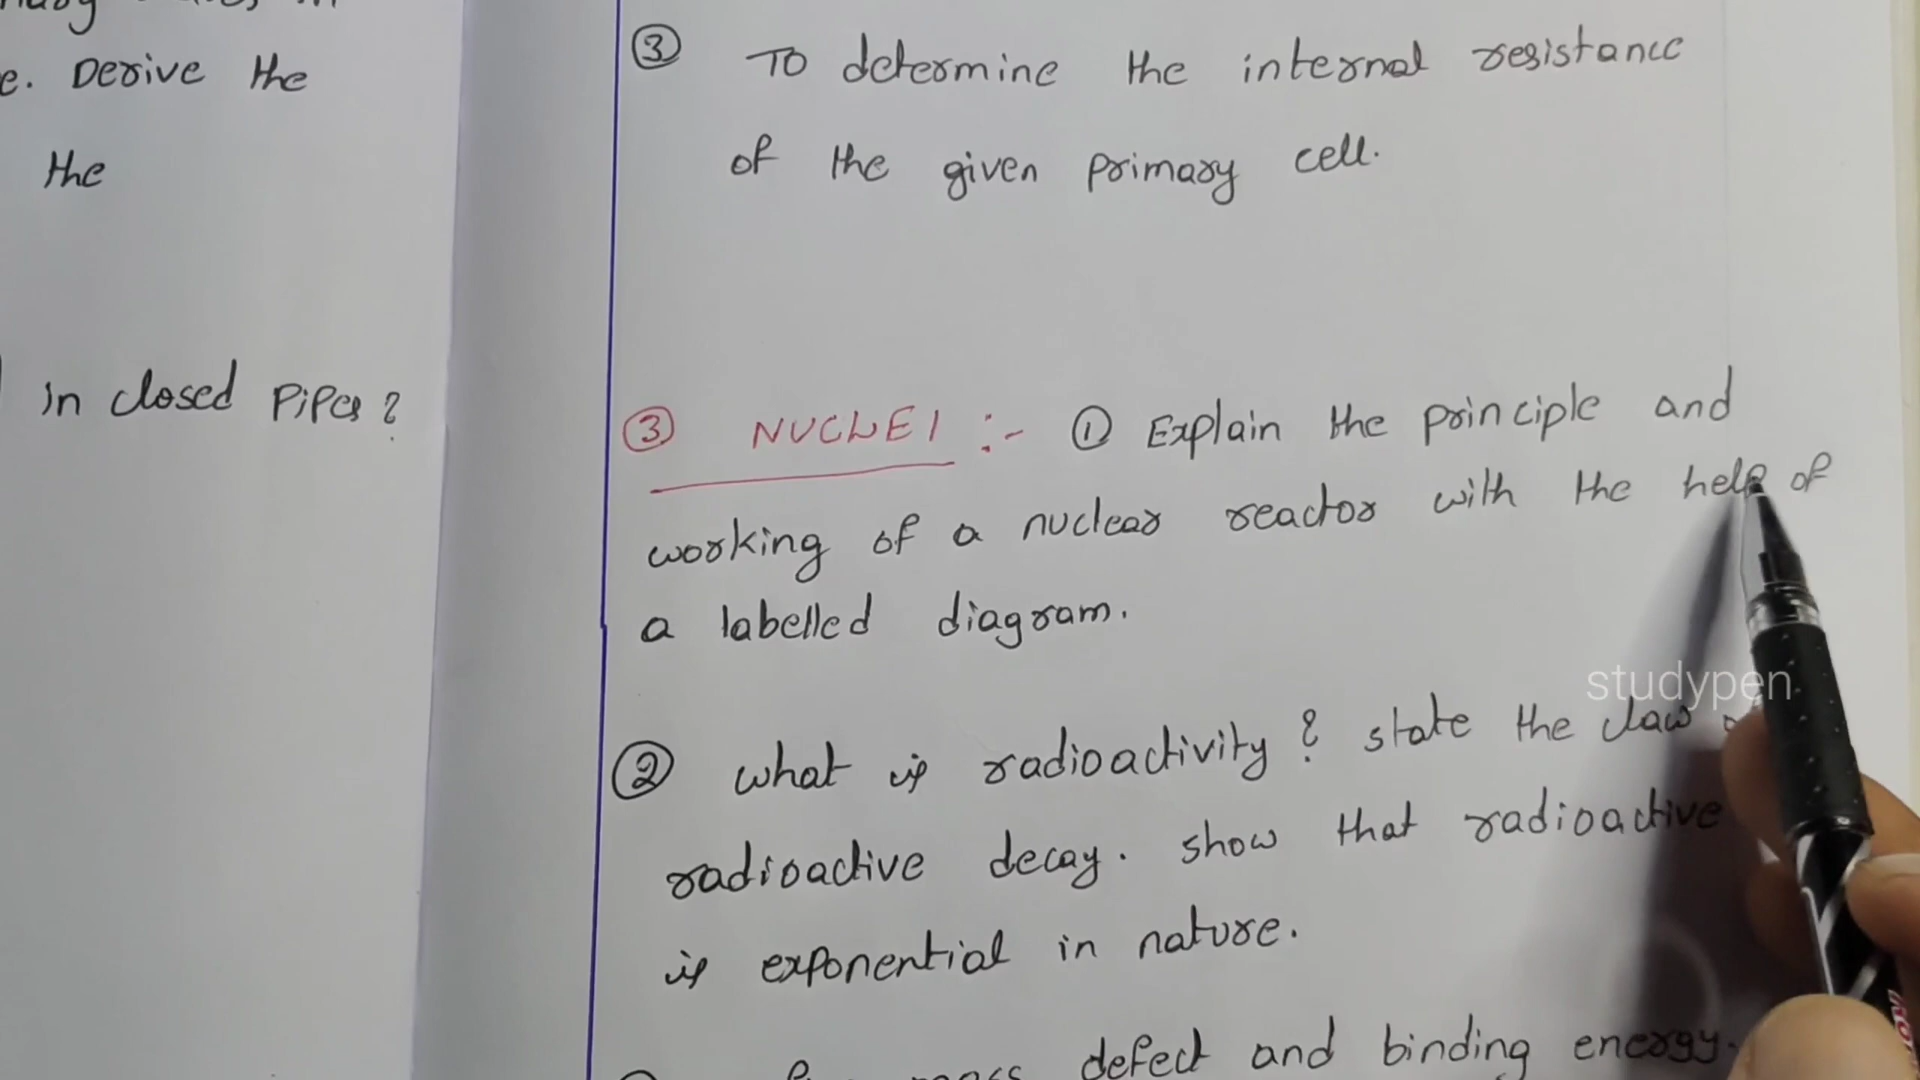 e. Derive the
the
in closed Pipes?
③ To determine the internal resistance
of the given primary cell.
③ NUCLEI :- ① Explain the principle and
working of a nuclear reactor with the help of
a labelled diagram.
② what is radioactivity? state the law
radioactive decay. show that radioactive
is exponential in nature.
defect and binding energy.
studypen